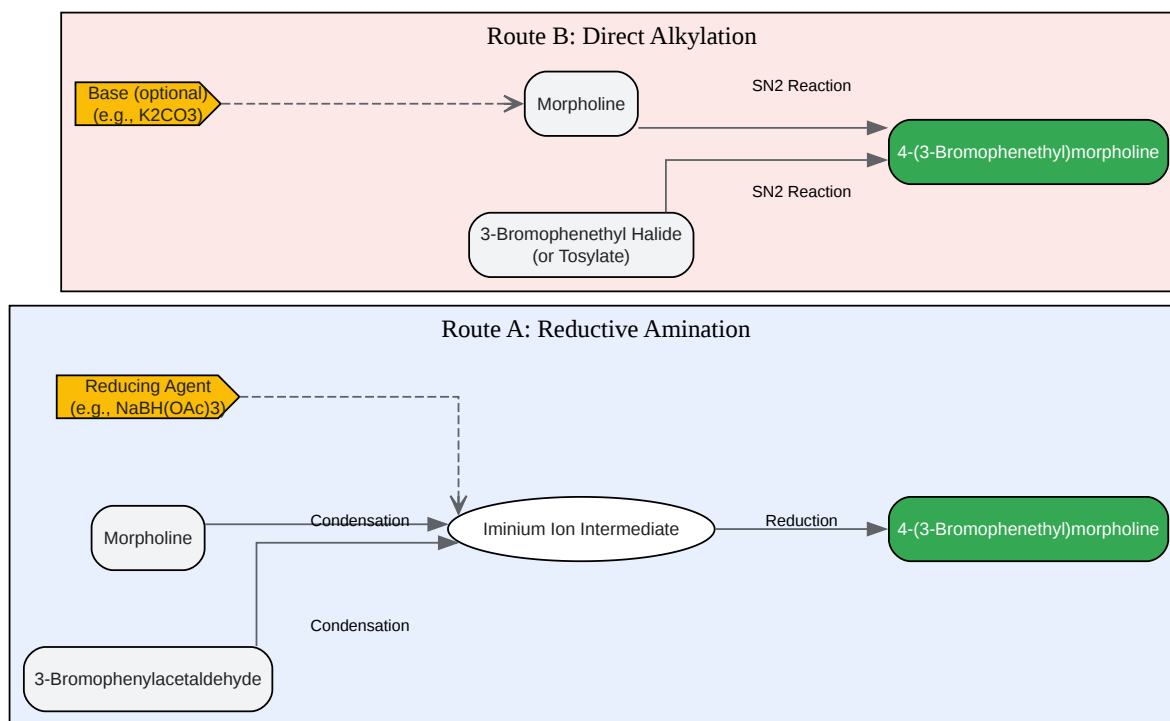 Route B: Direct Alkylation
Base (optional)
(e.g., K2CO3)
Morpholine
SN2 Reaction
4-(3-Bromophenethyl)morpholine
SN2 Reaction
3-Bromophenethyl Halide
(or Tosylate)
Route A: Reductive Amination
Reducing Agent
(e.g., NaBH(OAc)3)
Morpholine
Condensation
Iminium Ion Intermediate
Reduction
4-(3-Bromophenethyl)morpholine
Condensation
3-Bromophenylacetaldehyde